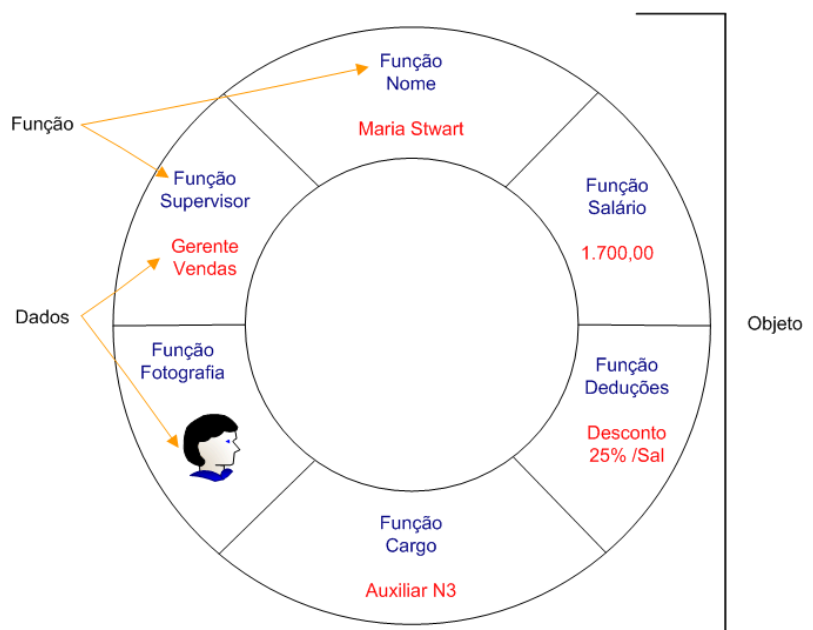 Função
Nome
Maria Stwart
Função
Função
Supervisor
Gerente
Vendas
Função
Salário
1.700,00
Dados
Objeto
Função
Fotografia
Função
Deduções
Desconto
25% /Sal
Função
Cargo
Auxiliar N3